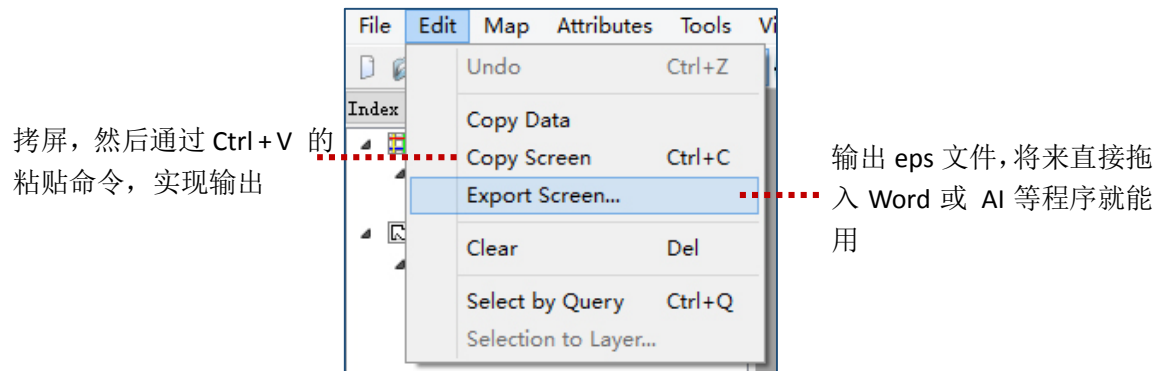 File Edit Map Attributes Tools Vi
Undo Ctrl+Z
Index
Copy Data
Copy Screen Ctrl+C
Export Screen...
Clear Del
Select by Query Ctrl+Q
Selection to Layer...
拷屏，然后通过 Ctrl+V 的
粘贴命令，实现输出
输出 eps 文件，将来直接拖
入 Word 或 AI 等程序就能
用